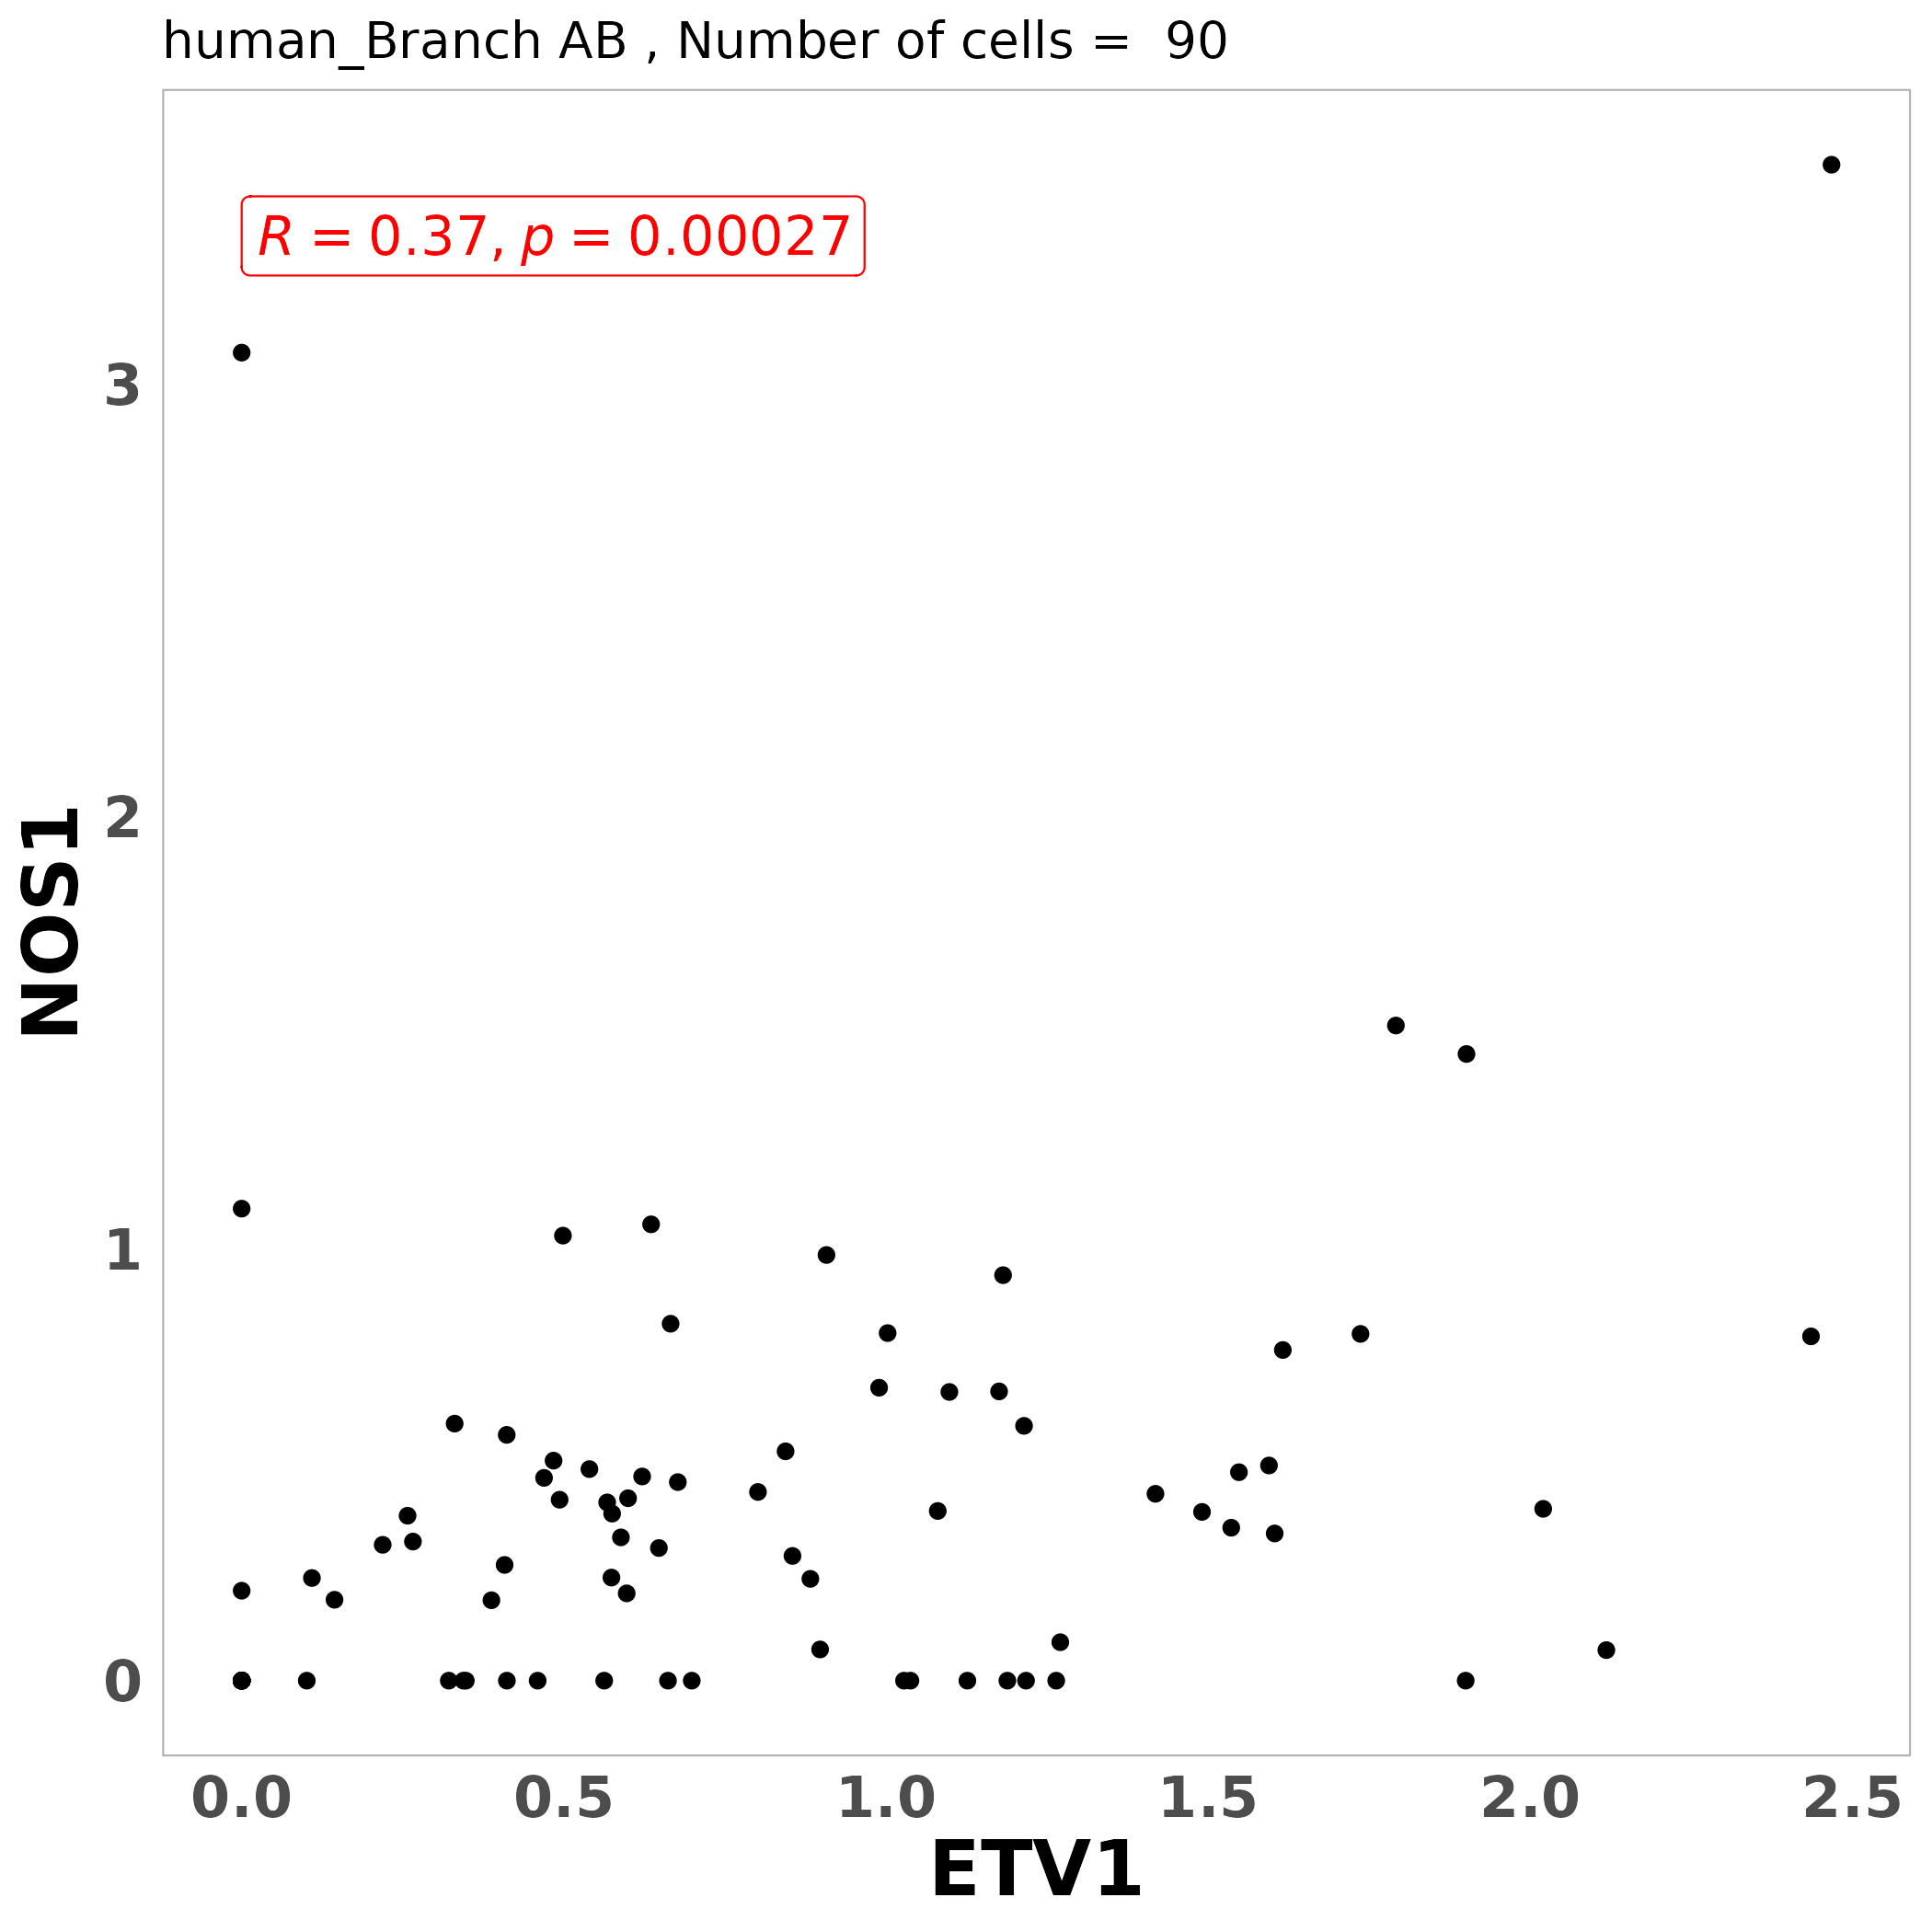 human_Branch AB , Number of cells =  90
R = 0.37, p = 0.00027
3
2
1
0
NOS1
0.0 0.5 1.0 1.5 2.0 2.5
ETV1